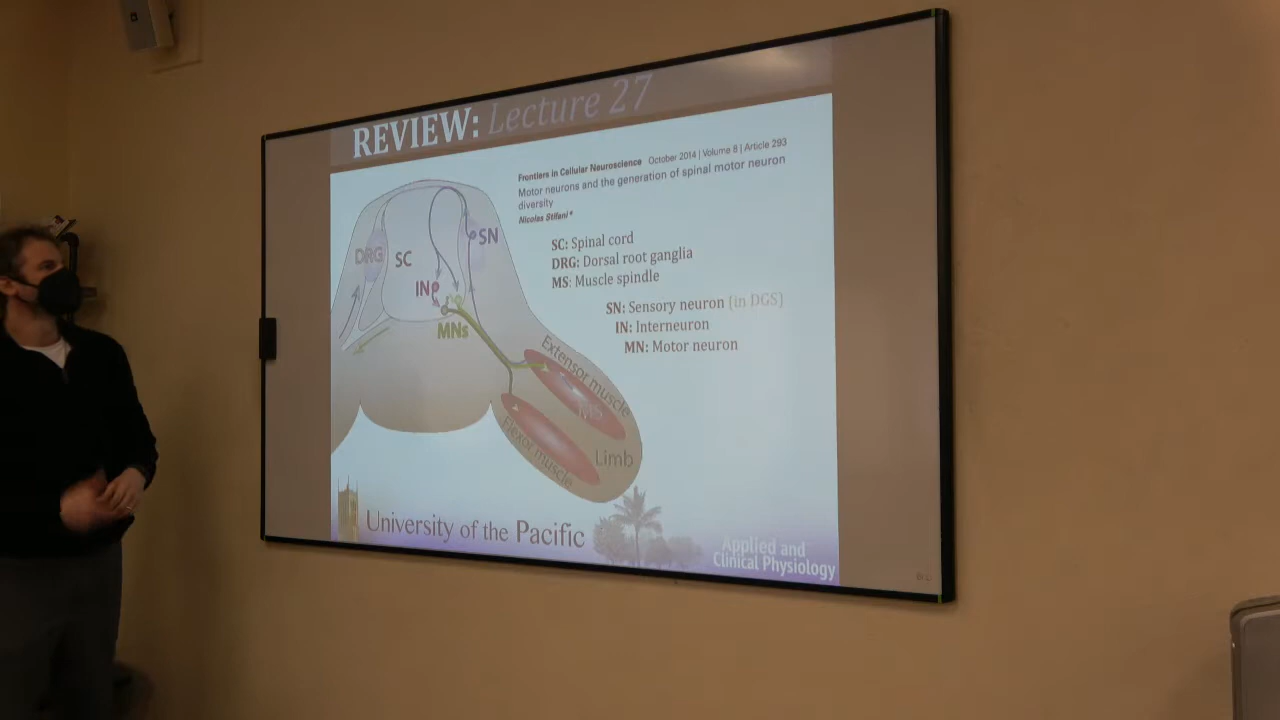 REVIEW: Lecture 27
Frontiers in Cellular Neuroscience October 2014 | Volume 8 | Article 293
Motor neurons and the generation of spinal motor neuron
diversity
Nicolas Stifani*
SC: Spinal cord
DRG: Dorsal root ganglia
MS: Muscle spindle
SN: Sensory neuron (in DGS)
IN: Interneuron
MN: Motor neuron
DRG
SC
SN
IN
MNs
Extensor muscle
MS
Flexor muscle
Limb
University of the Pacific
Applied and
Clinical Physiology